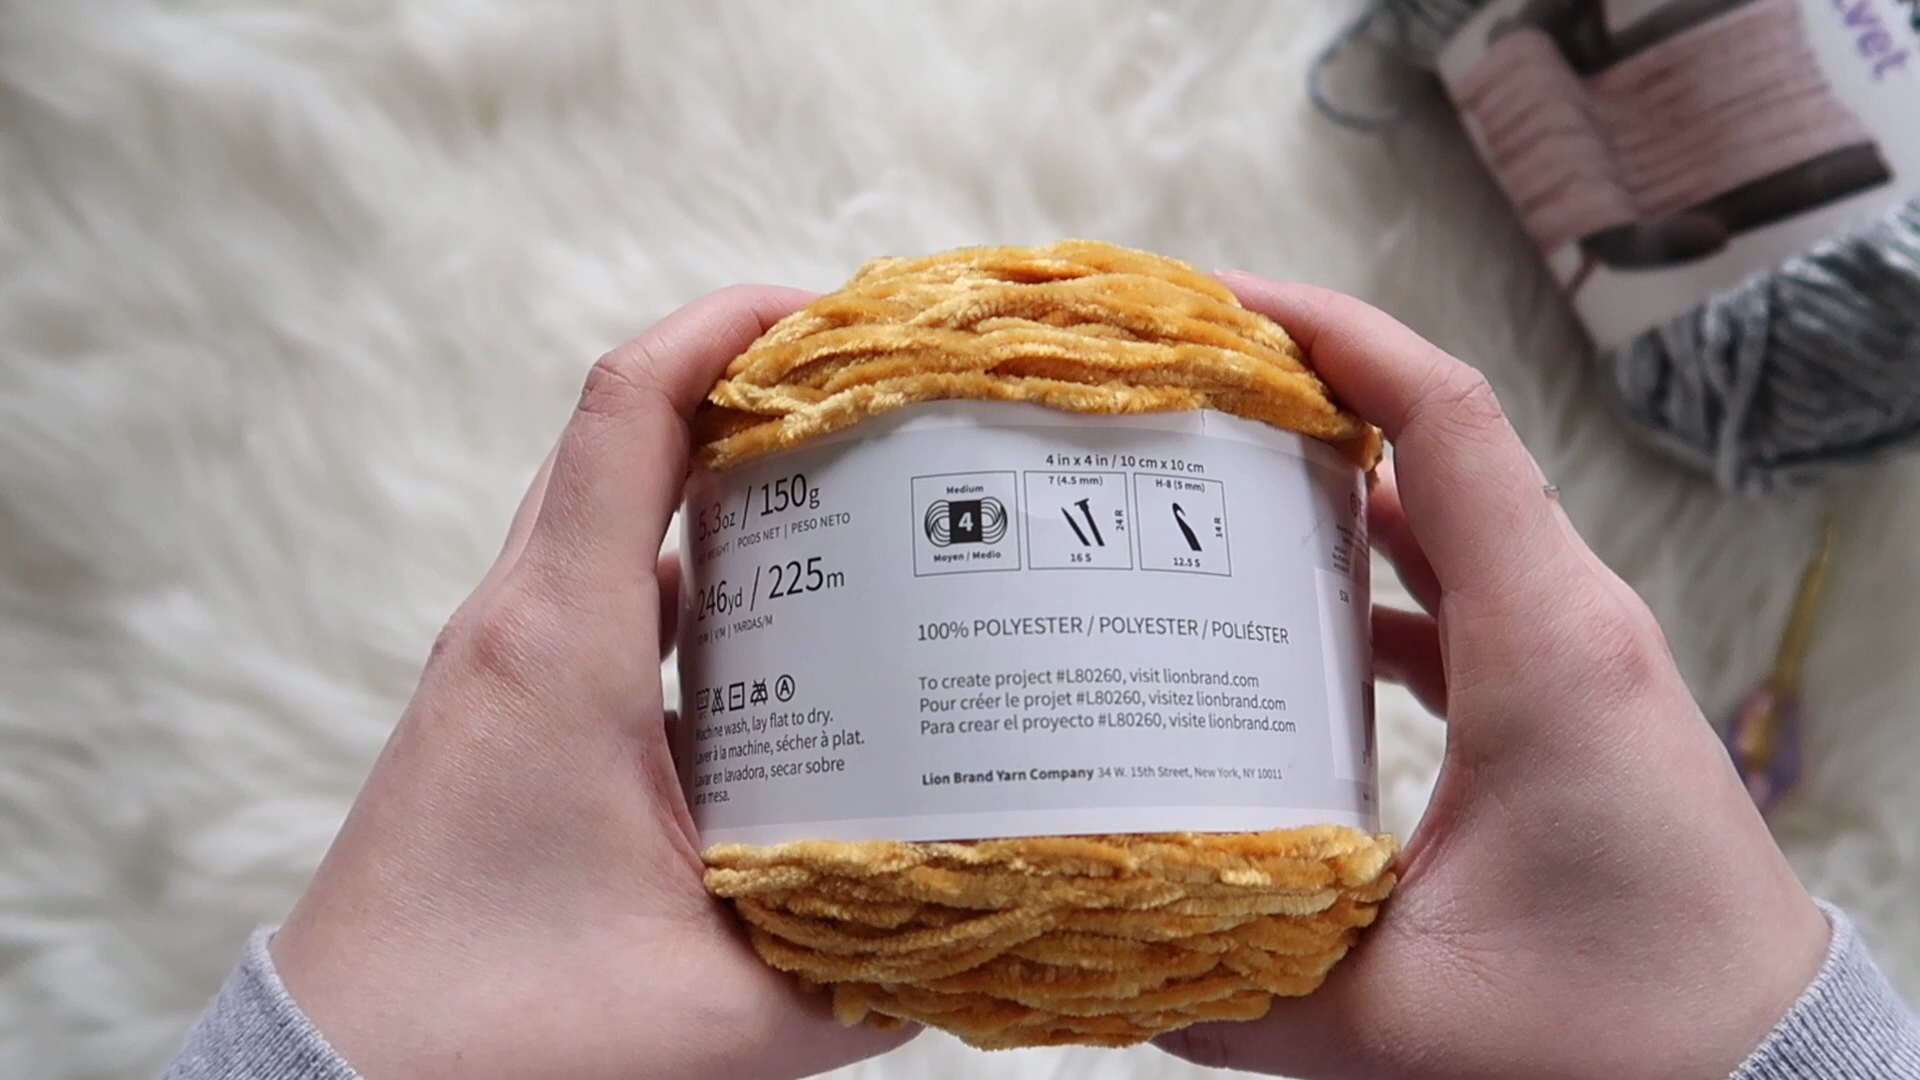 5.3oz / 150g
NET WEIGHT | POIDS NET | PESO NETO
246yd / 225m
YARDAS/M
Machine wash, lay flat to dry.
Laver à la machine, sécher à plat.
Lavar en lavadora, secar sobre
una mesa.
4 in x 4 in / 10 cm x 10 cm
Medium
4
Moyen / Medio
7 (4.5 mm)
24 R
16 S
H-8 (5 mm)
14 R
12.5 S
100% POLYESTER / POLYESTER / POLIÉSTER
To create project #L80260, visit lionbrand.com
Pour créer le projet #L80260, visitez lionbrand.com
Para crear el proyecto #L80260, visite lionbrand.com
Lion Brand Yarn Company 34 W. 15th Street, New York, NY 10011